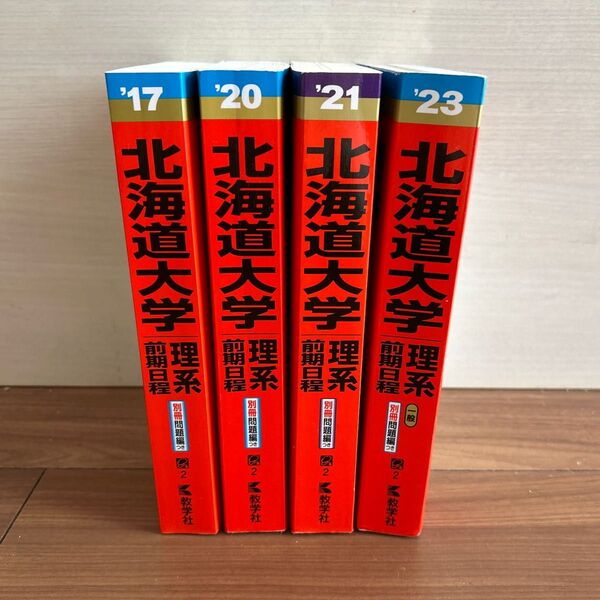 '17
北海道大学
理系
前期日程
別冊問題編つき
2
教学社
'20
北海道大学
理系
前期日程
別冊問題編つき
2
教学社
'21
北海道大学
理系
前期日程
別冊問題編つき
2
教学社
'23
北海道大学
理系
前期日程
一般
別冊問題編つき
2
教学社